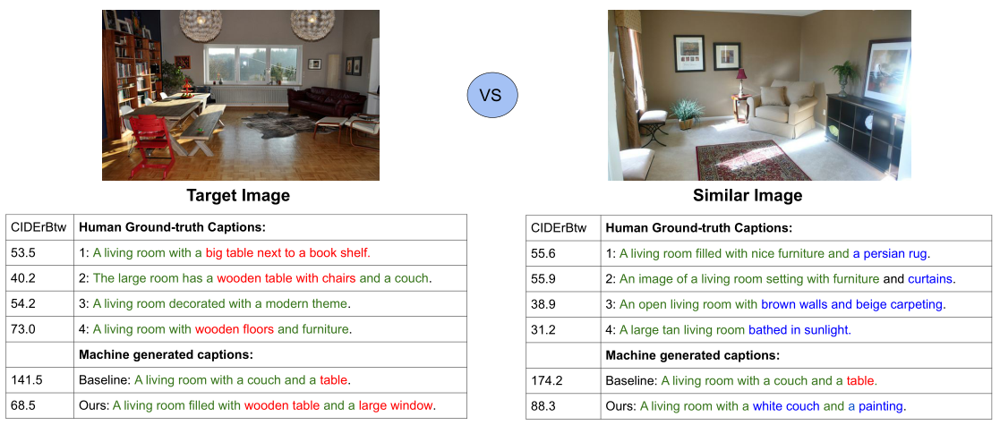 VS
Target Image
CIDErBtw Human Ground-truth Captions:
53.5 1: A living room with a big table next to a book shelf.
40.2 2: The large room has a wooden table with chairs and a couch.
54.2 3: A living room decorated with a modern theme.
73.0 4: A living room with wooden floors and furniture.
Machine generated captions:
141.5 Baseline: A living room with a couch and a table.
68.5 Ours: A living room filled with wooden table and a large window.
Similar Image
CIDErBtw Human Ground-truth Captions:
55.6 1: A living room filled with nice furniture and a persian rug.
55.9 2: An image of a living room setting with furniture and curtains.
38.9 3: An open living room with brown walls and beige carpeting.
31.2 4: A large tan living room bathed in sunlight.
Machine generated captions:
174.2 Baseline: A living room with a couch and a table.
88.3 Ours: A living room with a white couch and a painting.